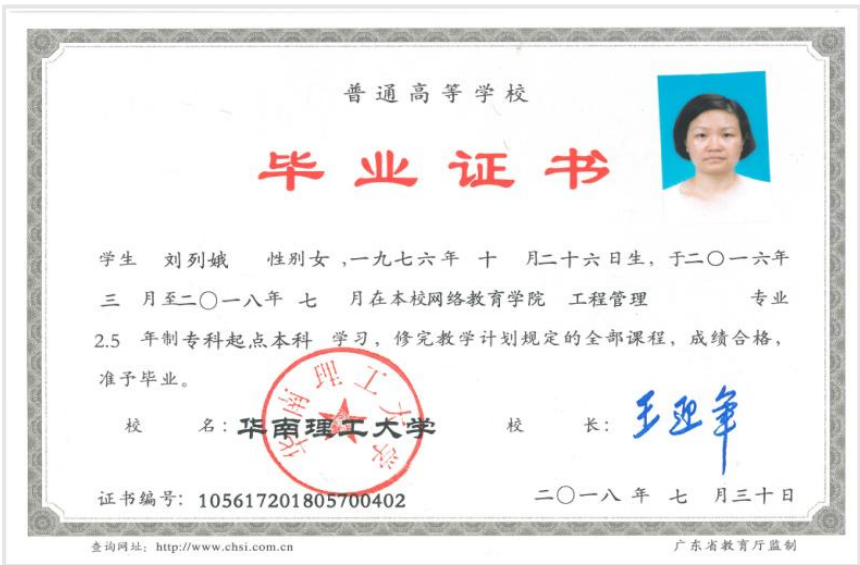 普通高等学校
毕业证书
学生 刘列娥 性别女,一九七六年 十 月二十六日生, 于二〇一六年
三 月至二〇一八年 七 月在本校网络教育学院 工程管理 专业
2.5 年制专科起点本科 学习, 修完教学计划规定的全部课程, 成绩合格,
准予毕业。
华南理工大学
校 名: 华南理工大学 校 长: 王迎军
证书编号: 105617201805700402 二〇一八 年 七 月三十日
查询网址: http://www.chsi.com.cn 广东省教育厅监制